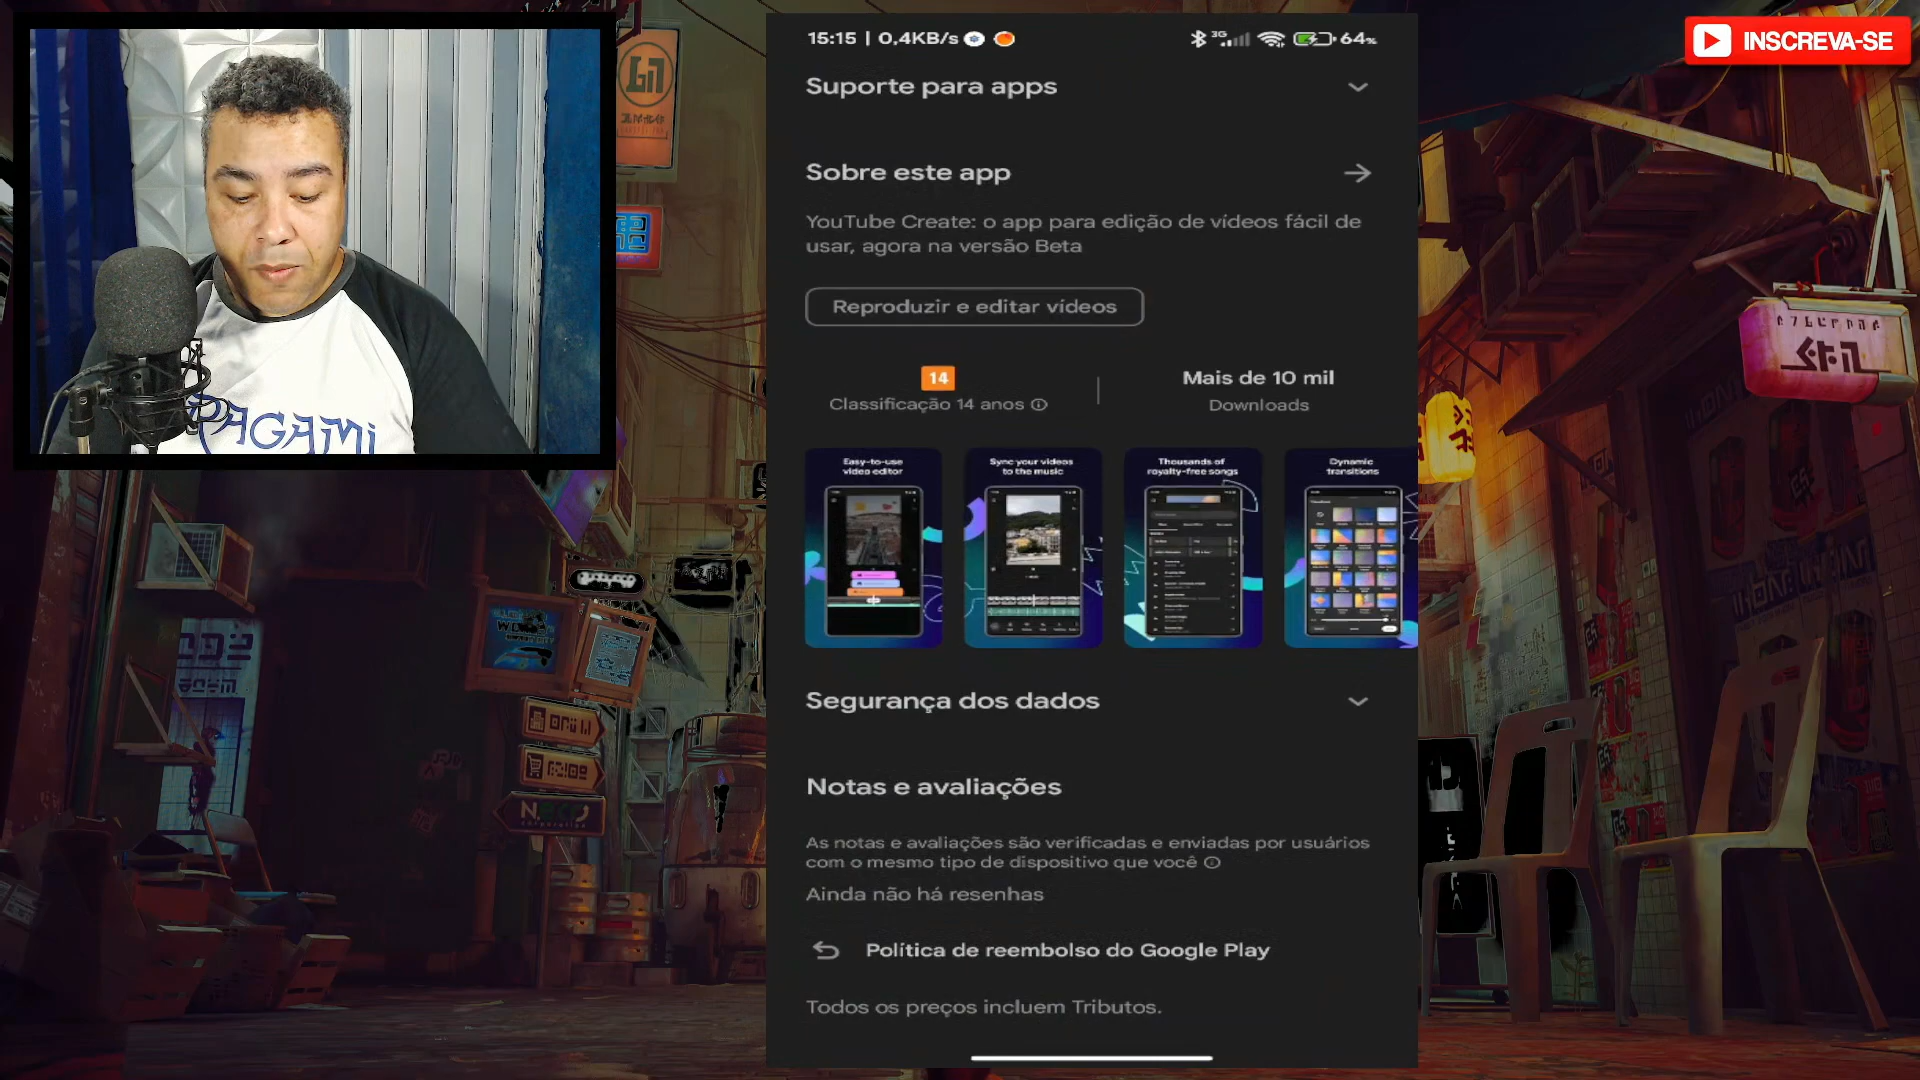 INSCREVA-SE
15:15 | 0,4KB/s
3G
64%
Suporte para apps
Sobre este app
YouTube Create: o app para edição de vídeos fácil de
usar, agora na versão Beta
Reproduzir e editar vídeos
14
Classificação 14 anos
Mais de 10 mil
Downloads
Easy-to-use
video editor
Sync your videos
to the music
Thousands of
royalty-free songs
Dynamic
transitions
Segurança dos dados
Notas e avaliações
As notas e avaliações são verificadas e enviadas por usuários
com o mesmo tipo de dispositivo que você
Ainda não há resenhas
Política de reembolso do Google Play
Todos os preços incluem Tributos.
PAGAMI